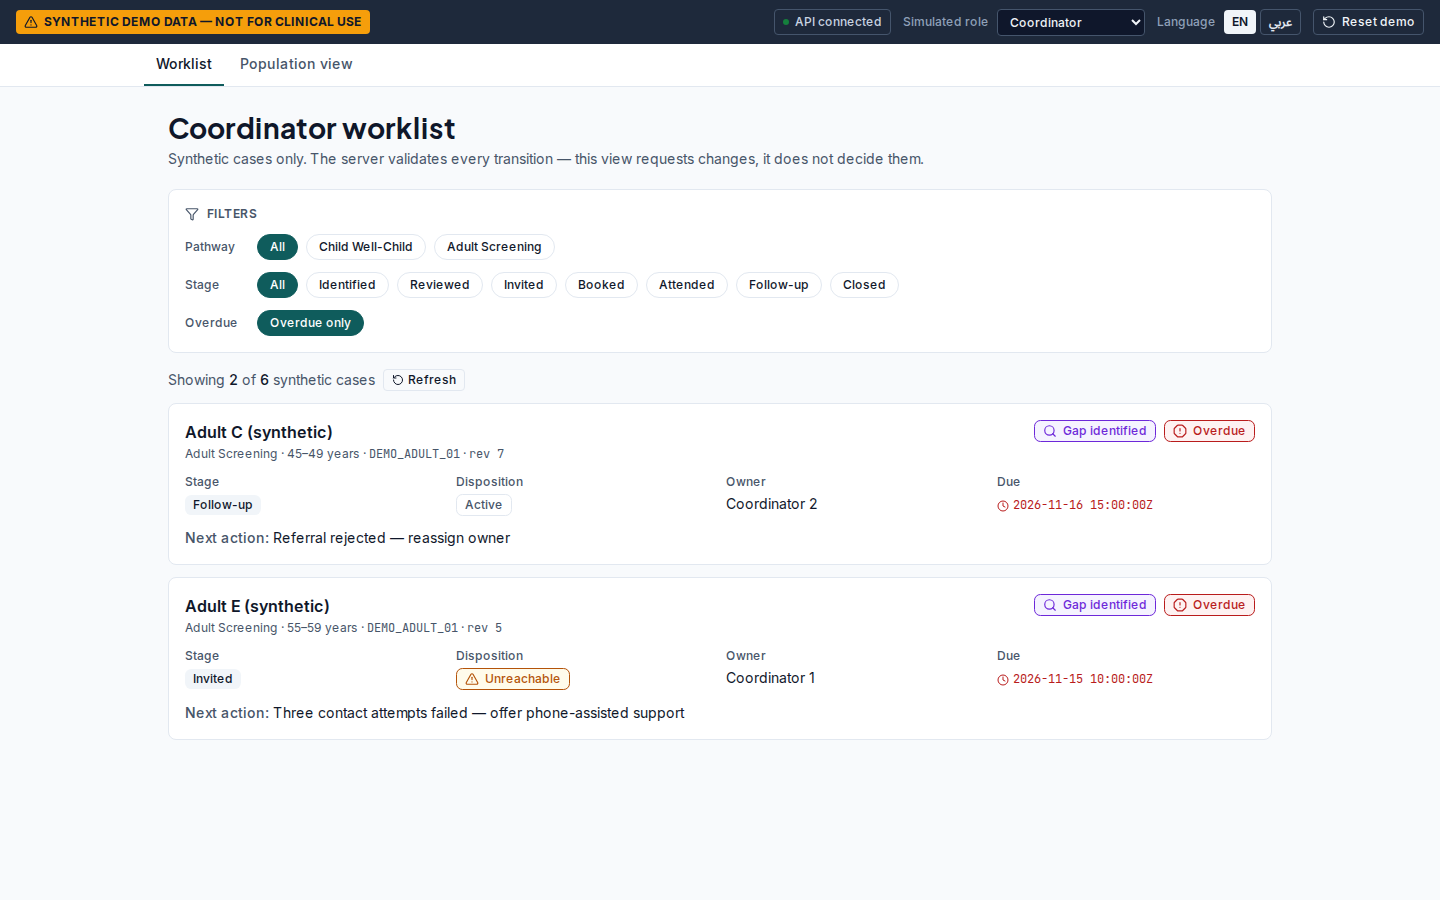 SYNTHETIC DEMO DATA — NOT FOR CLINICAL USE
API connected
Simulated role
Coordinator
Language
EN
عربي
Reset demo
Worklist
Population view
Coordinator worklist
Synthetic cases only. The server validates every transition — this view requests changes, it does not decide them.
FILTERS
Pathway All Child Well-Child Adult Screening
Stage All Identified Reviewed Invited Booked Attended Follow-up Closed
Overdue Overdue only
Showing 2 of 6 synthetic cases Refresh
Adult C (synthetic) Gap identified Overdue
Adult Screening · 45–49 years · DEMO_ADULT_01 · rev 7
Stage Disposition Owner Due
Follow-up Active Coordinator 2 2026-11-16 15:00:00Z
Next action: Referral rejected — reassign owner
Adult E (synthetic) Gap identified Overdue
Adult Screening · 55–59 years · DEMO_ADULT_01 · rev 5
Stage Disposition Owner Due
Invited Unreachable Coordinator 1 2026-11-15 10:00:00Z
Next action: Three contact attempts failed — offer phone-assisted support